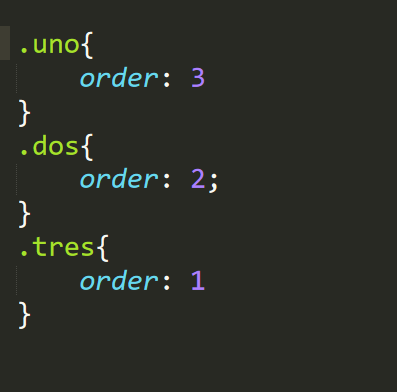 .uno{
    order: 3
}
.dos{
    order: 2;
}
.tres{
    order: 1
}